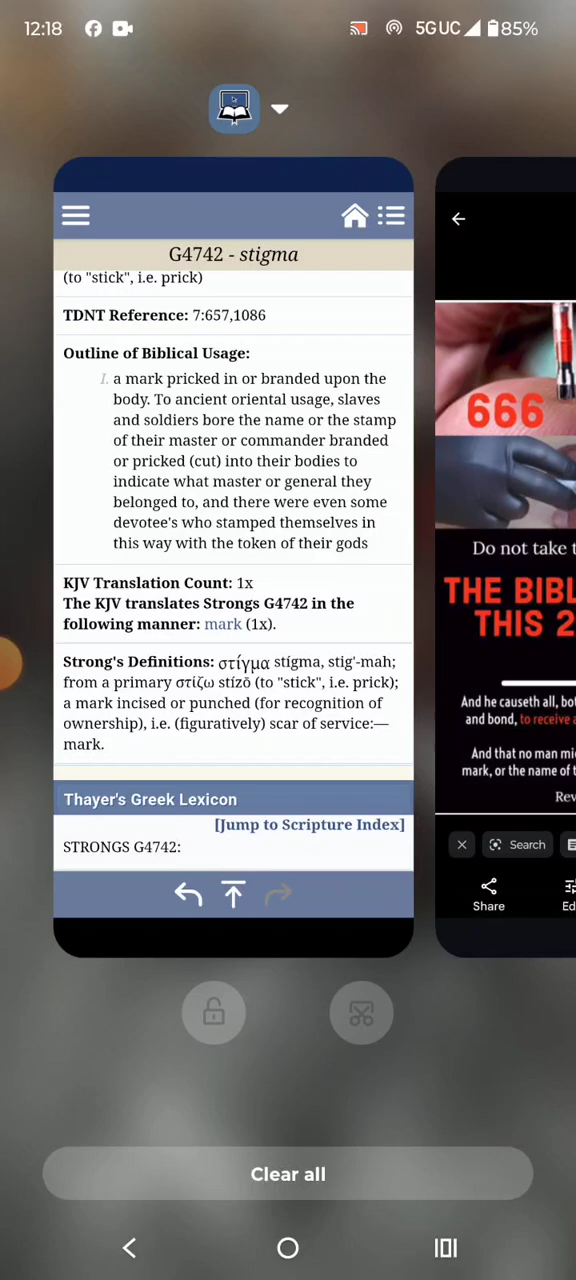 12:18
5G UC 85%
G4742 - stigma
(to "stick", i.e. prick)
TDNT Reference: 7:657,1086
Outline of Biblical Usage:
I. a mark pricked in or branded upon the
body. To ancient oriental usage, slaves
and soldiers bore the name or the stamp
of their master or commander branded
or pricked (cut) into their bodies to
indicate what master or general they
belonged to, and there were even some
devotee's who stamped themselves in
this way with the token of their gods
KJV Translation Count: 1x
The KJV translates Strongs G4742 in the
following manner: mark (1x).
Strong's Definitions: στίγμα stígma, stig'-mah;
from a primary στίζω stízō (to "stick", i.e. prick);
a mark incised or punched (for recognition of
ownership), i.e. (figuratively) scar of service:—
mark.
Thayer's Greek Lexicon
[Jump to Scripture Index]
STRONGS G4742:
666
Do not take t
THE BIBL
THIS 2
And he causeth all, bot
and bond, to receive a
And that no man mi
mark, or the name of t
Rev
Search
Share
Ed
Clear all